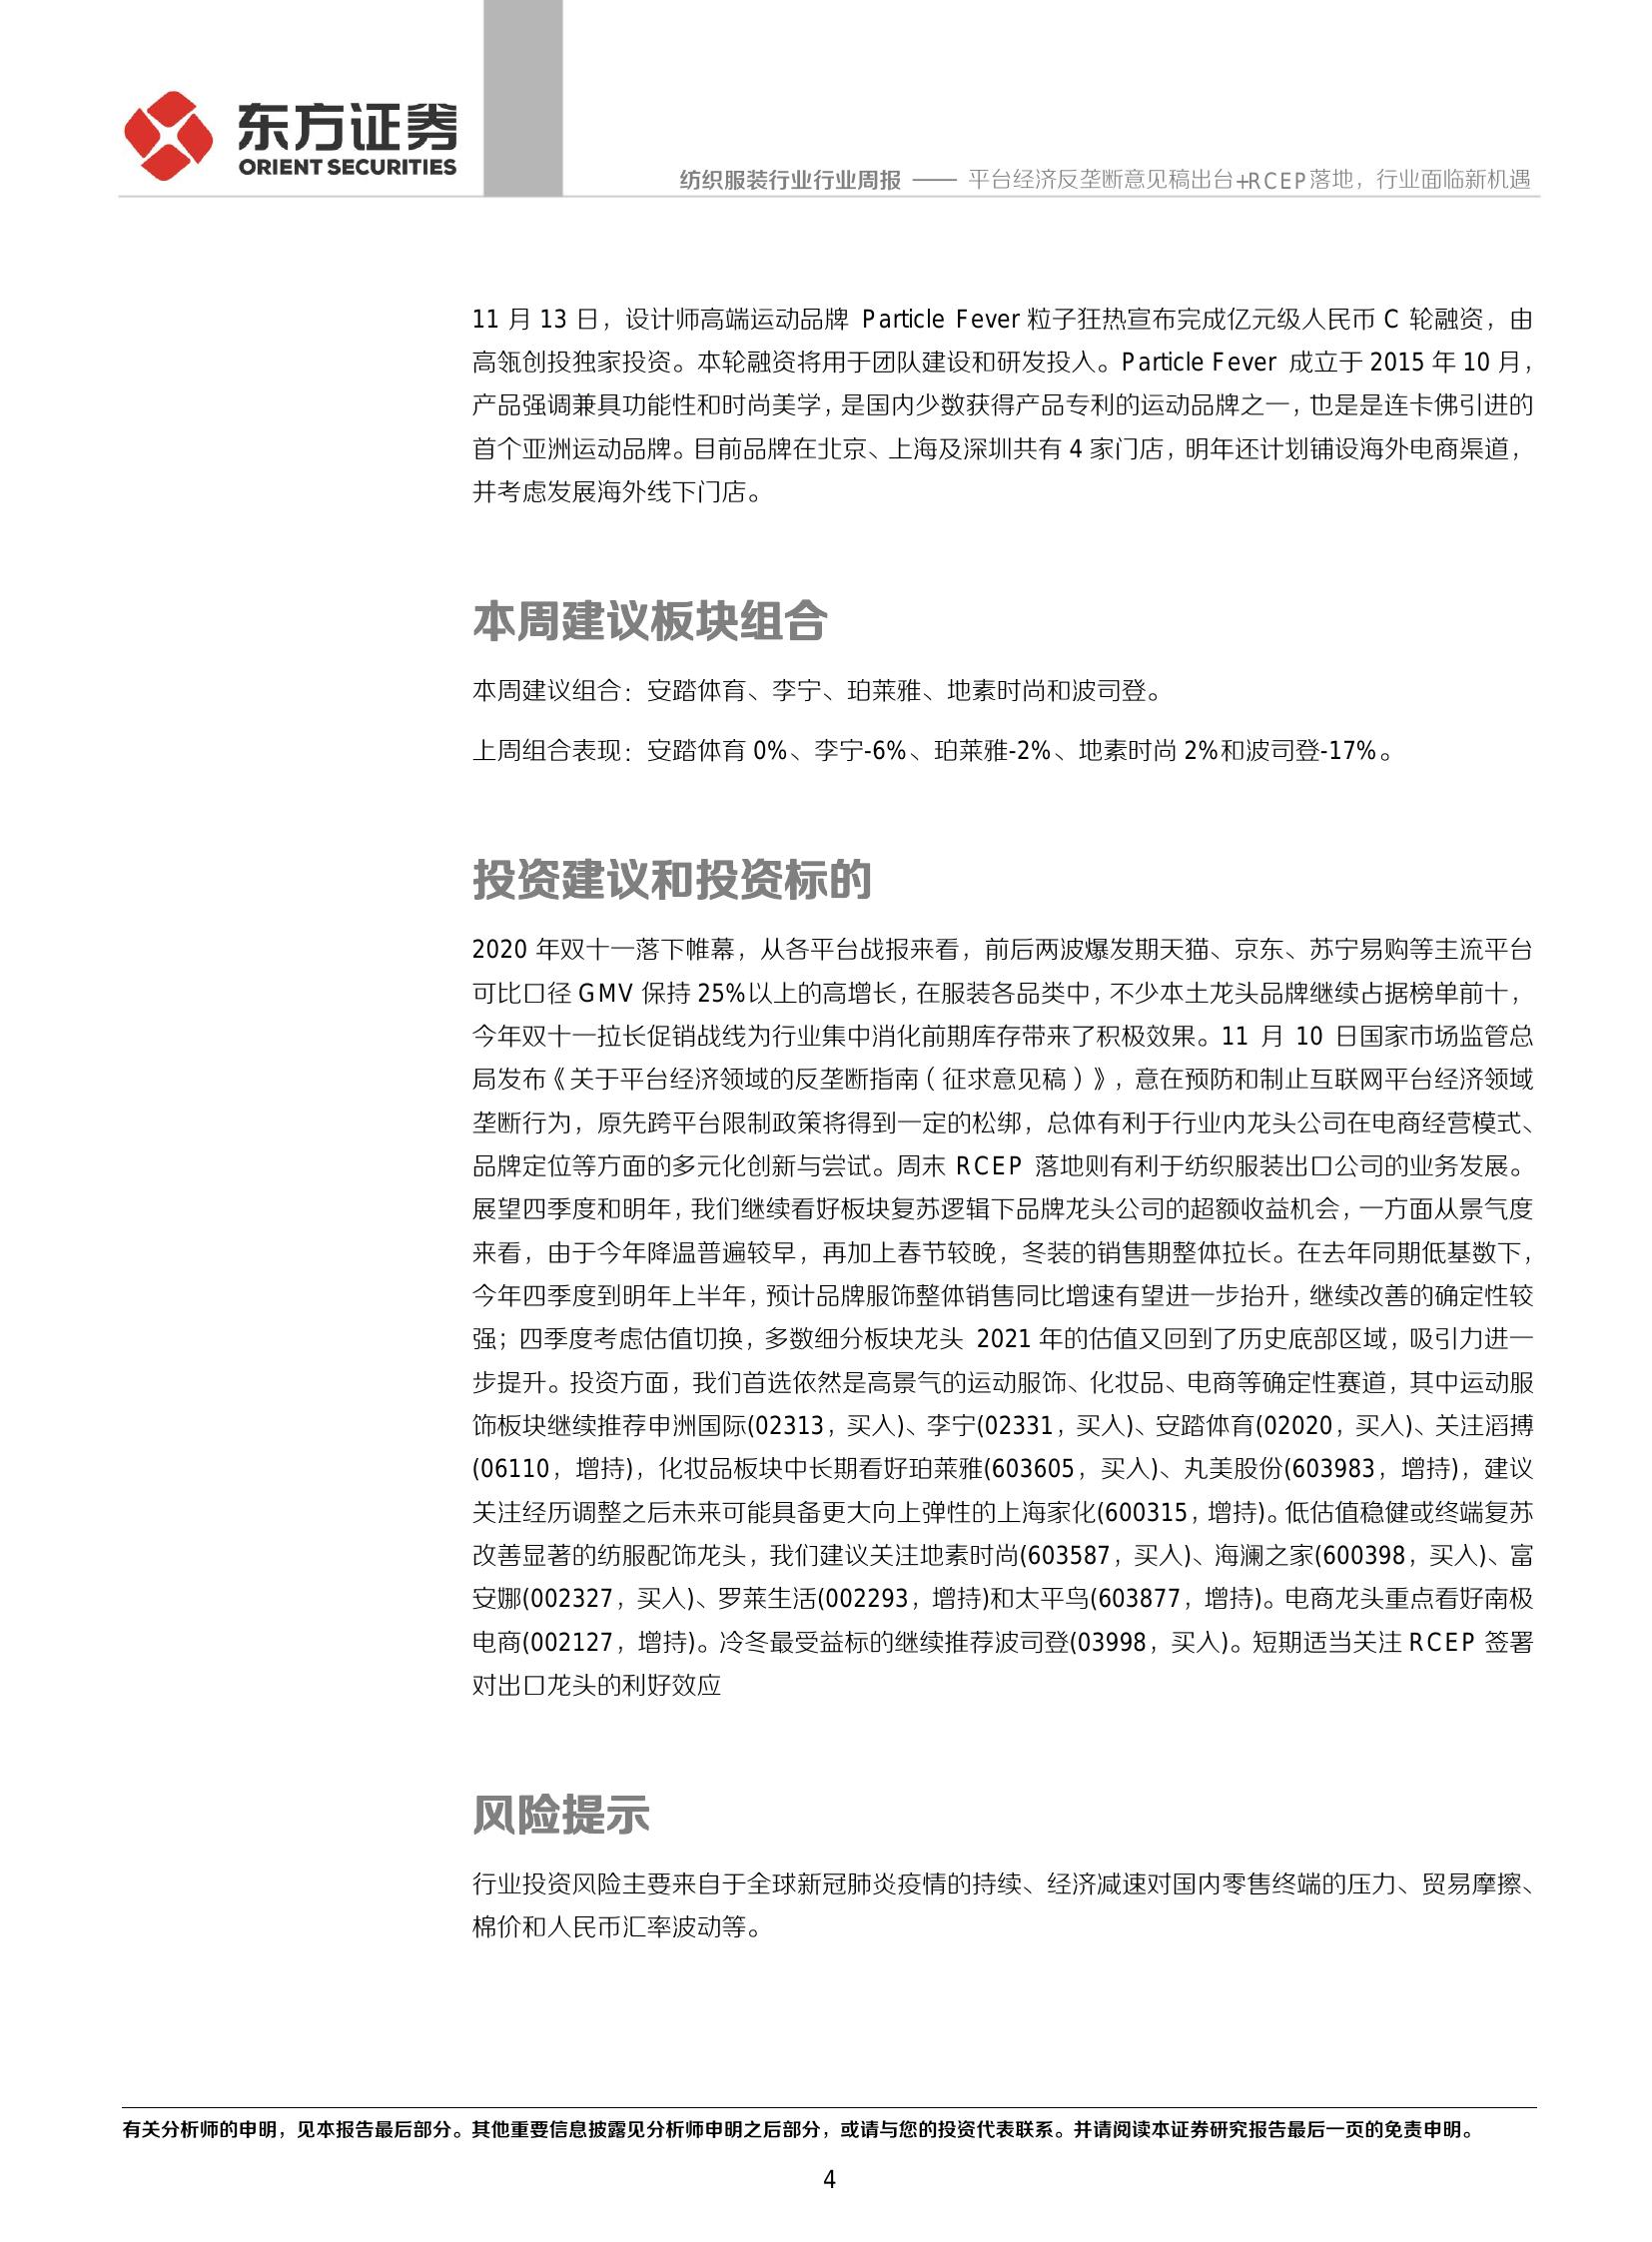 东方证券
ORIENT SECURITIES
纺织服装行业行业周报 —— 平台经济反垄断意见稿出台+RCEP落地，行业面临新机遇
11 月 13 日，设计师高端运动品牌 Particle Fever 粒子狂热宣布完成亿元级人民币 C 轮融资，由
高瓴创投独家投资。本轮融资将用于团队建设和研发投入。Particle Fever 成立于 2015 年 10 月，
产品强调兼具功能性和时尚美学，是国内少数获得产品专利的运动品牌之一，也是是连卡佛引进的
首个亚洲运动品牌。目前品牌在北京、上海及深圳共有 4 家门店，明年还计划铺设海外电商渠道，
并考虑发展海外线下门店。
本周建议板块组合
本周建议组合：安踏体育、李宁、珀莱雅、地素时尚和波司登。
上周组合表现：安踏体育 0%、李宁-6%、珀莱雅-2%、地素时尚 2%和波司登-17%。
投资建议和投资标的
2020 年双十一落下帷幕，从各平台战报来看，前后两波爆发期天猫、京东、苏宁易购等主流平台
可比口径 GMV 保持 25%以上的高增长，在服装各品类中，不少本土龙头品牌继续占据榜单前十，
今年双十一拉长促销战线为行业集中消化前期库存带来了积极效果。11 月 10 日国家市场监管总
局发布《关于平台经济领域的反垄断指南（征求意见稿）》，意在预防和制止互联网平台经济领域
垄断行为，原先跨平台限制政策将得到一定的松绑，总体有利于行业内龙头公司在电商经营模式、
品牌定位等方面的多元化创新与尝试。周末 RCEP 落地则有利于纺织服装出口公司的业务发展。
展望四季度和明年，我们继续看好板块复苏逻辑下品牌龙头公司的超额收益机会，一方面从景气度
来看，由于今年降温普遍较早，再加上春节较晚，冬装的销售期整体拉长。在去年同期低基数下，
今年四季度到明年上半年，预计品牌服饰整体销售同比增速有望进一步抬升，继续改善的确定性较
强；四季度考虑估值切换，多数细分板块龙头 2021 年的估值又回到了历史底部区域，吸引力进一
步提升。投资方面，我们首选依然是高景气的运动服饰、化妆品、电商等确定性赛道，其中运动服
饰板块继续推荐申洲国际(02313，买入)、李宁(02331，买入)、安踏体育(02020，买入)、关注滔搏
(06110，增持)，化妆品板块中长期看好珀莱雅(603605，买入)、丸美股份(603983，增持)，建议
关注经历调整之后未来可能具备更大向上弹性的上海家化(600315，增持)。低估值稳健或终端复苏
改善显著的纺服配饰龙头，我们建议关注地素时尚(603587，买入)、海澜之家(600398，买入)、富
安娜(002327，买入)、罗莱生活(002293，增持)和太平鸟(603877，增持)。电商龙头重点看好南极
电商(002127，增持)。冷冬最受益标的继续推荐波司登(03998，买入)。短期适当关注 RCEP 签署
对出口龙头的利好效应
风险提示
行业投资风险主要来自于全球新冠肺炎疫情的持续、经济减速对国内零售终端的压力、贸易摩擦、
棉价和人民币汇率波动等。
有关分析师的申明，见本报告最后部分。其他重要信息披露见分析师申明之后部分，或请与您的投资代表联系。并请阅读本证券研究报告最后一页的免责申明。
4